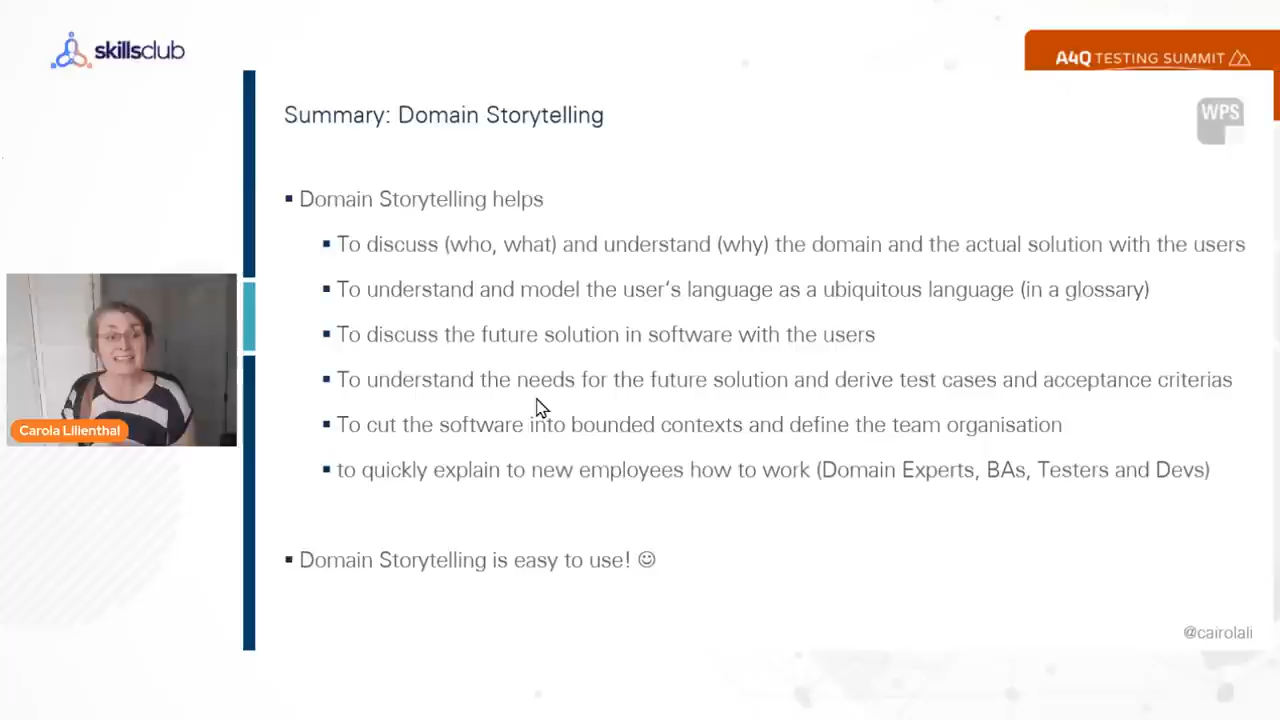 skillsclub
A4Q TESTING SUMMIT
Summary: Domain Storytelling
WPS
▪ Domain Storytelling helps
▪ To discuss (who, what) and understand (why) the domain and the actual solution with the users
▪ To understand and model the user‘s language as a ubiquitous language (in a glossary)
▪ To discuss the future solution in software with the users
▪ To understand the needs for the future solution and derive test cases and acceptance criterias
▪ To cut the software into bounded contexts and define the team organisation
▪ to quickly explain to new employees how to work (Domain Experts, BAs, Testers and Devs)
Carola Lilienthal
▪ Domain Storytelling is easy to use! ☺
@cairolali